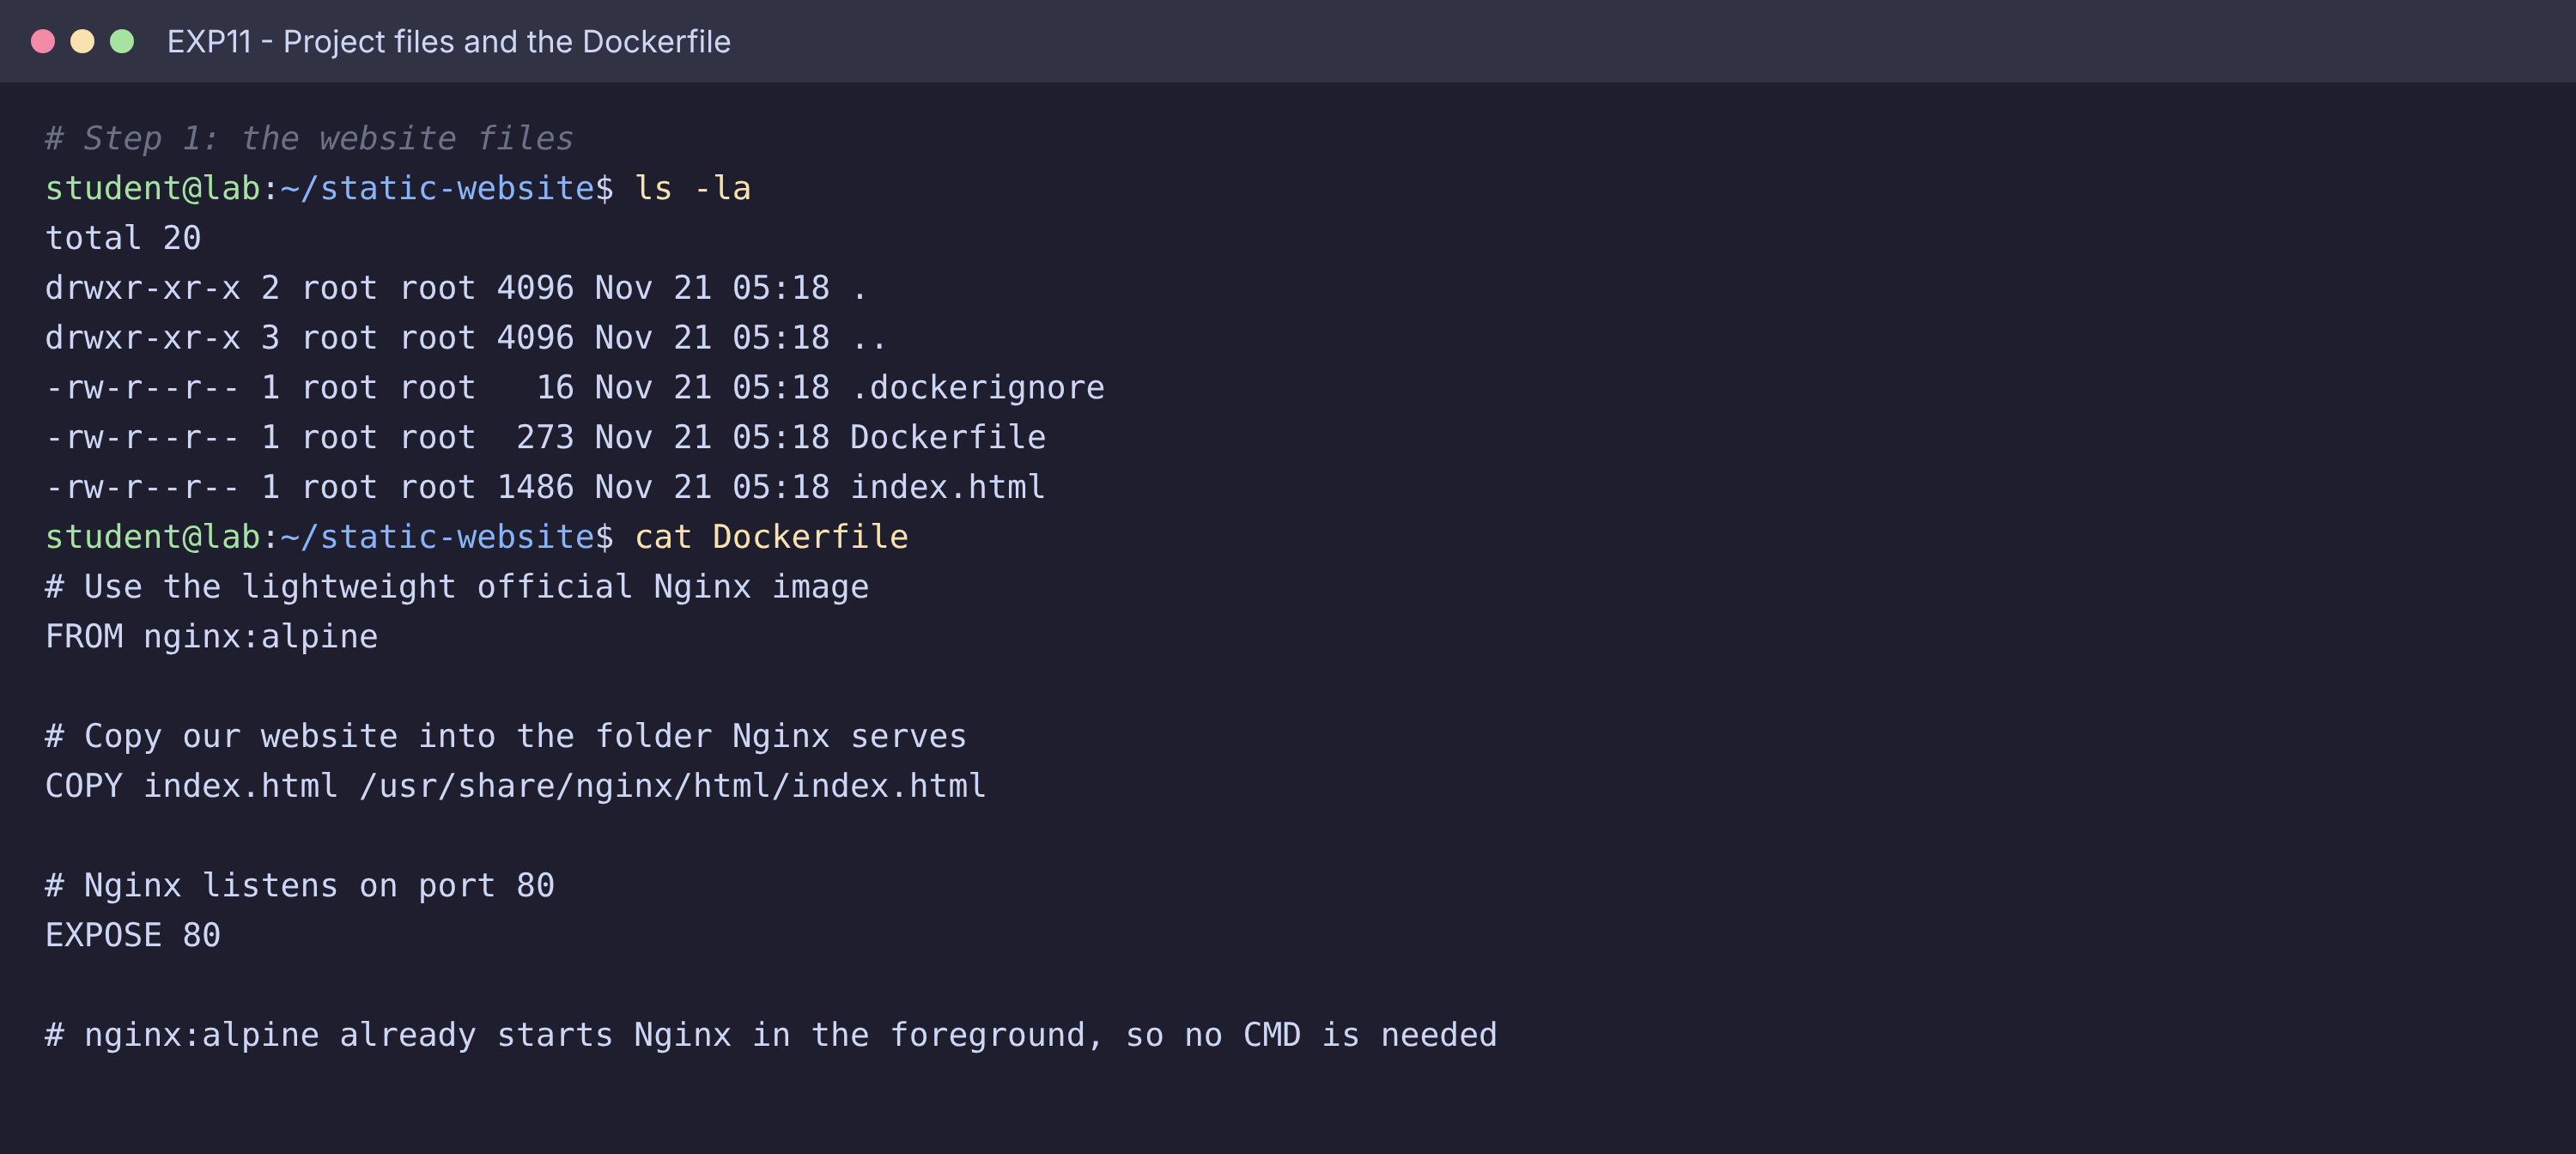 EXP11 - Project files and the Dockerfile
# Step 1: the website files
student@lab:~/static-website$ ls -la
total 20
drwxr-xr-x 2 root root 4096 Nov 21 05:18 .
drwxr-xr-x 3 root root 4096 Nov 21 05:18 ..
-rw-r--r-- 1 root root   16 Nov 21 05:18 .dockerignore
-rw-r--r-- 1 root root  273 Nov 21 05:18 Dockerfile
-rw-r--r-- 1 root root 1486 Nov 21 05:18 index.html
student@lab:~/static-website$ cat Dockerfile
# Use the lightweight official Nginx image
FROM nginx:alpine
# Copy our website into the folder Nginx serves
COPY index.html /usr/share/nginx/html/index.html
# Nginx listens on port 80
EXPOSE 80
# nginx:alpine already starts Nginx in the foreground, so no CMD is needed